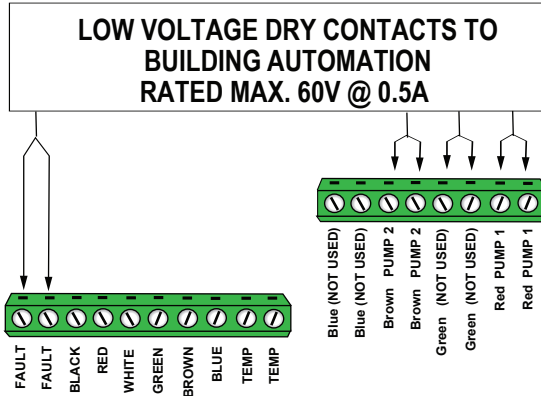 LOW VOLTAGE DRY CONTACTS TO
BUILDING AUTOMATION
RATED MAX. 60V @ 0.5A
Blue (NOT USED)
Blue (NOT USED)
Brown PUMP 2
Brown PUMP 2
Green (NOT USED)
Green (NOT USED)
Red PUMP 1
Red PUMP 1
FAULT
FAULT
BLACK
RED
WHITE
GREEN
BROWN
BLUE
TEMP
TEMP